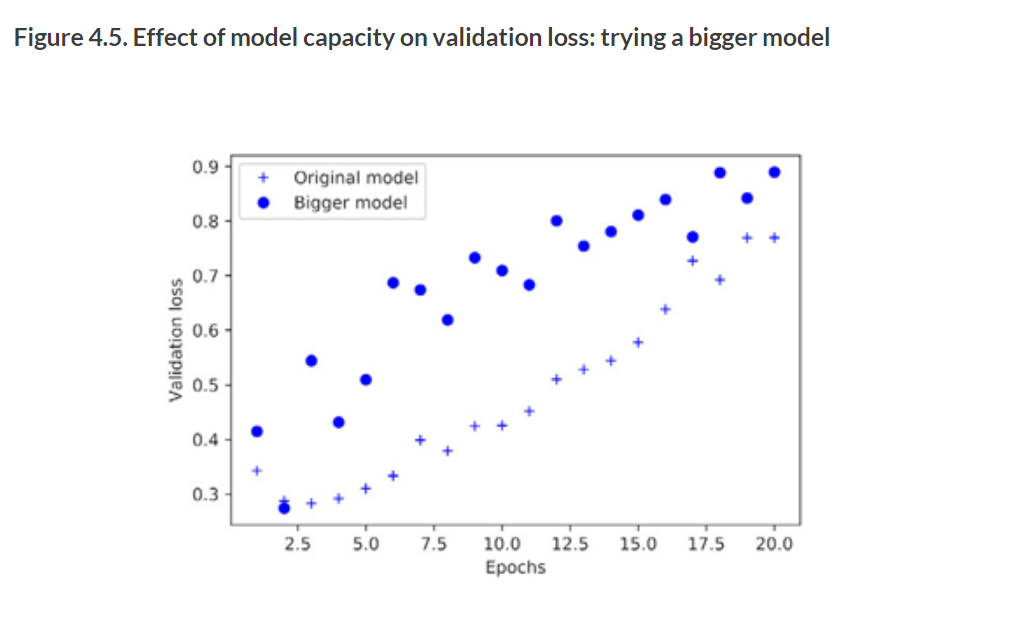 Figure 4.5. Effect of model capacity on validation loss: trying a bigger model
Original model
Bigger model
0.9
0.8
0.7
0.6
0.5
0.4
0.3
Validation loss
2.5 5.0 7.5 10.0 12.5 15.0 17.5 20.0
Epochs